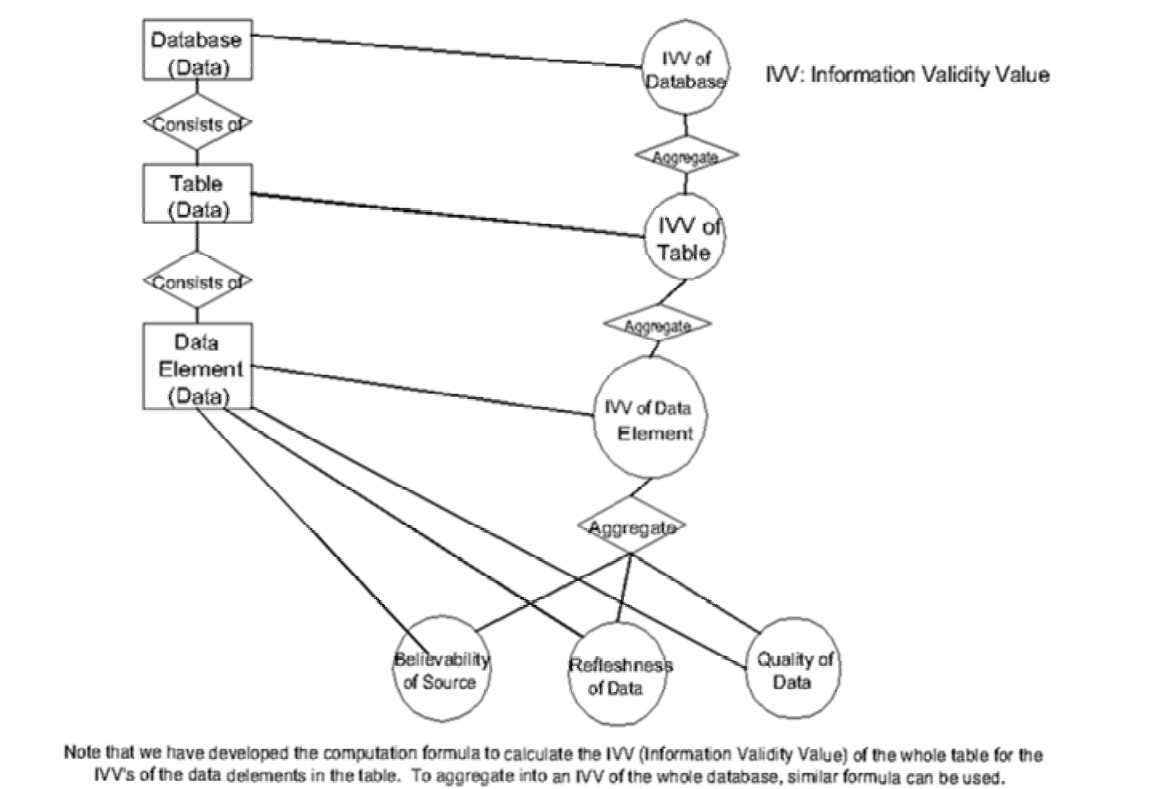 Database
(Data)
IVV of
Database
IVV: Information Validity Value
Consists of
Aggregate
Table
(Data)
IVV of
Table
Consists of
Aggregate
Data
Element
(Data)
IVV of Data
Element
Aggregate
Believability
of Source
Refleshness
of Data
Quality of
Data
Note that we have developed the computation formula to calculate the IVV (Information Validity Value) of the whole table for the
IVV's of the data delements in the table. To aggregate into an IVV of the whole database, similar formula can be used.